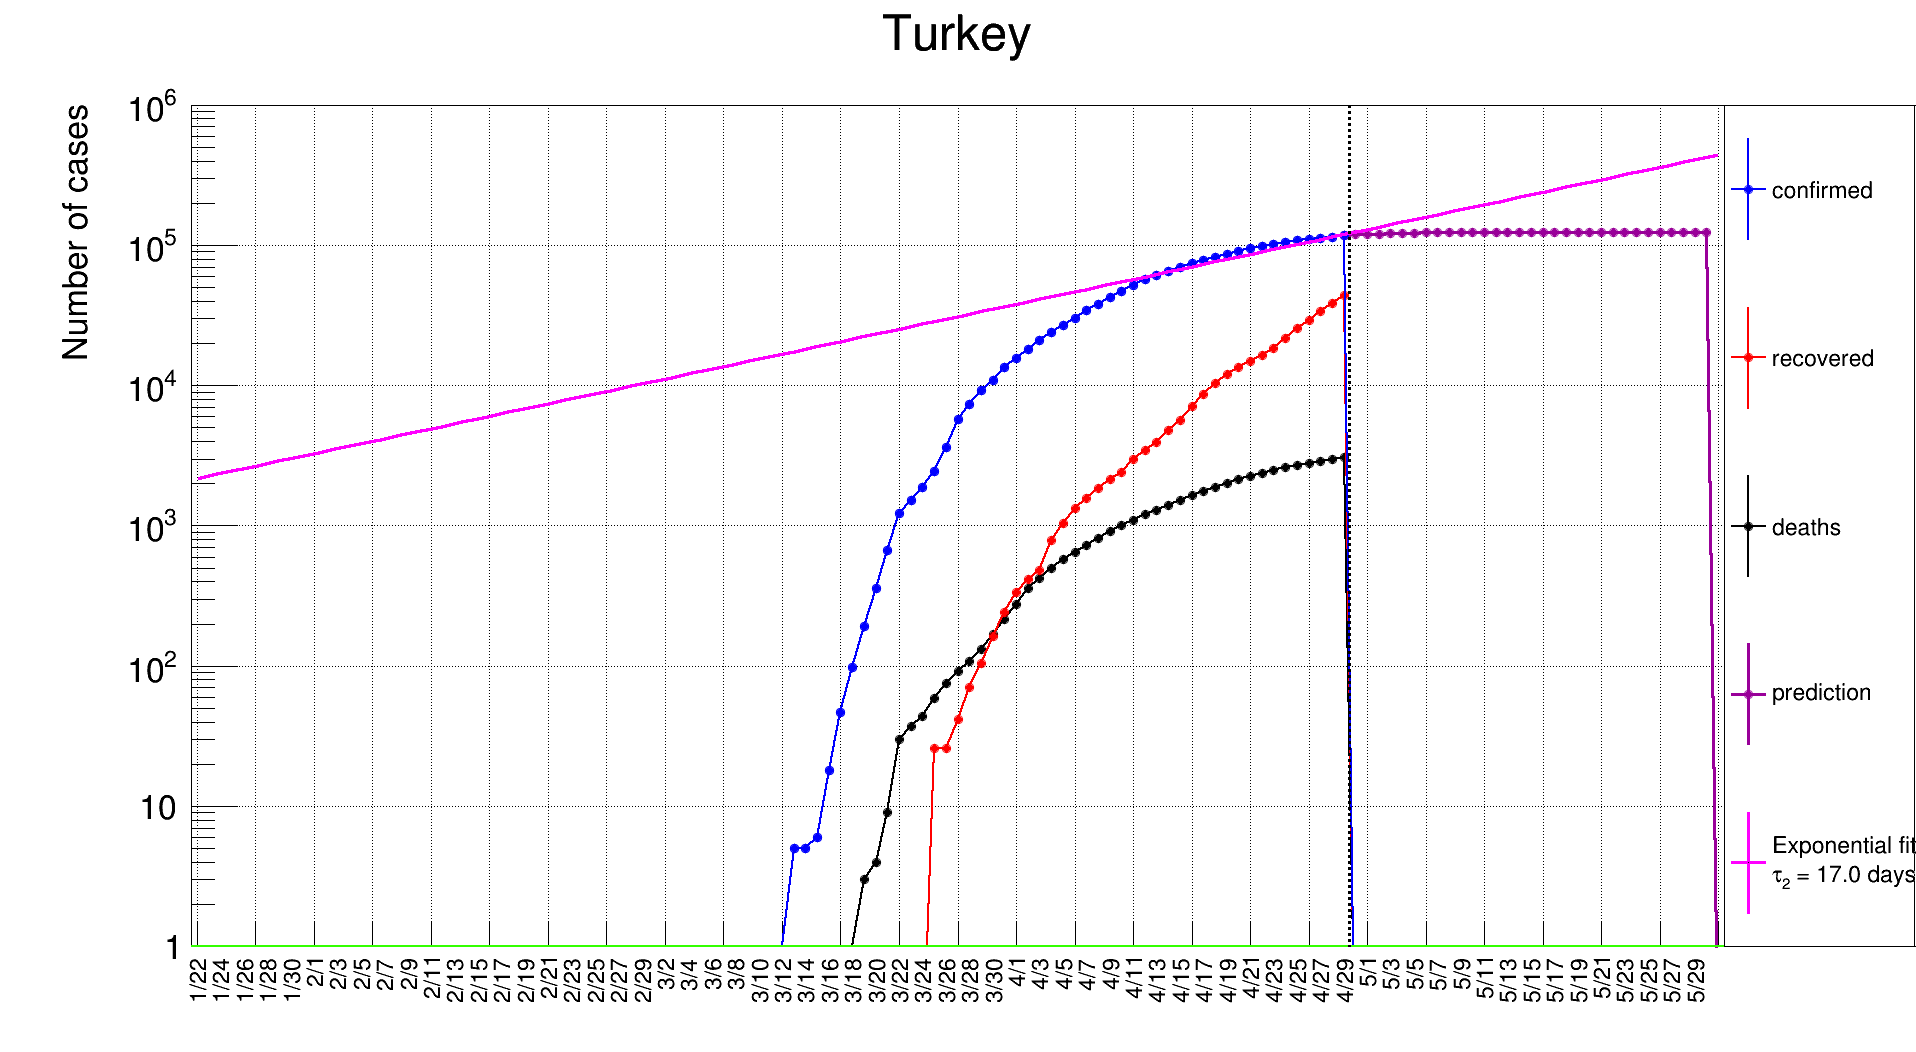 Turkey
Number of cases
10^6
10^5
10^4
10^3
10^2
10
1
1/22 1/24 1/26 1/28 1/30 2/1 2/3 2/5 2/7 2/9 2/11 2/13 2/15 2/17 2/19 2/21 2/23 2/25 2/27 2/29 3/2 3/4 3/6 3/8 3/10 3/12 3/14 3/16 3/18 3/20 3/22 3/24 3/26 3/28 3/30 4/1 4/3 4/5 4/7 4/9 4/11 4/13 4/15 4/17 4/19 4/21 4/23 4/25 4/27 4/29 5/1 5/3 5/5 5/7 5/9 5/11 5/13 5/15 5/17 5/19 5/21 5/23 5/25 5/27 5/29
confirmed
recovered
deaths
prediction
Exponential fit
τ₂ = 17.0 days